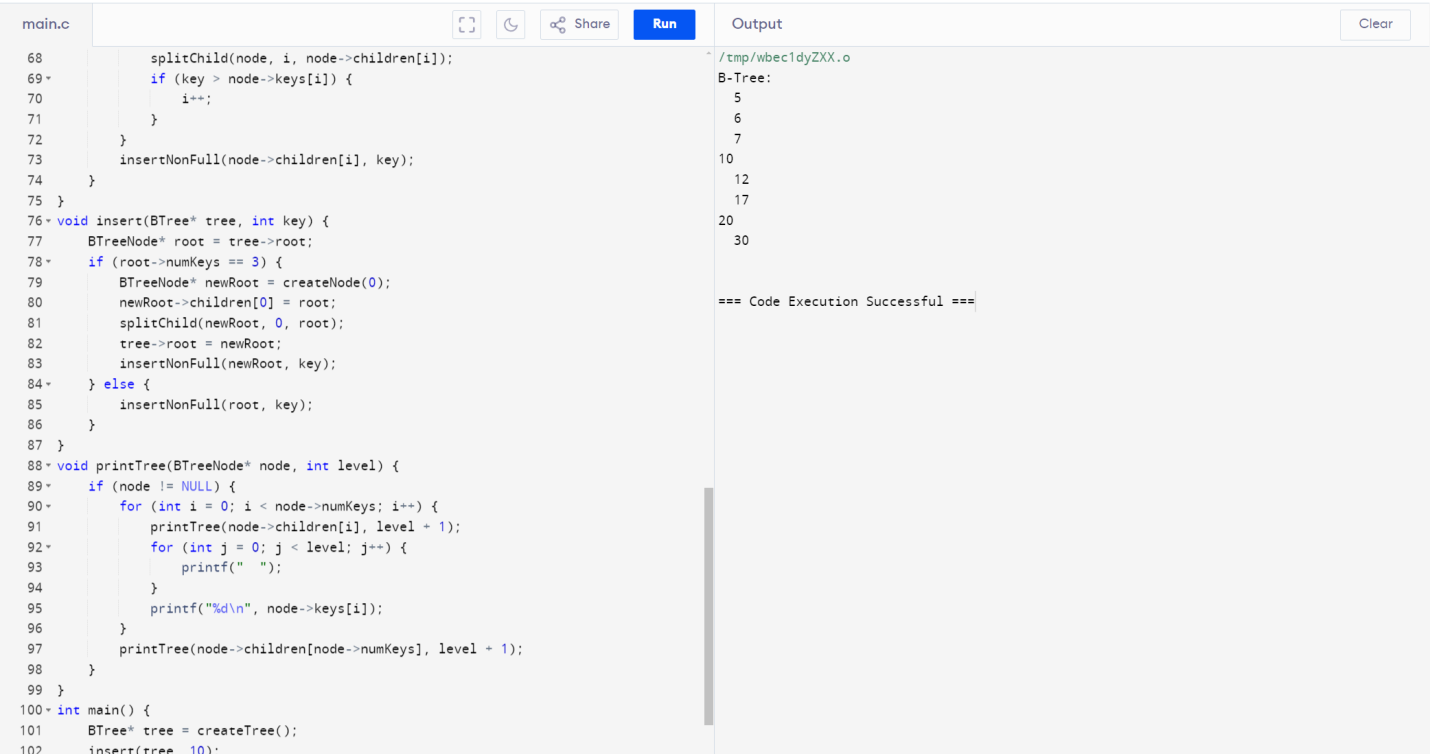 main.c
Share
Run
Output
Clear
68 splitChild(node, i, node->children[i]);
69 if (key > node->keys[i]) {
70 i++;
71 }
72 }
73 insertNonFull(node->children[i], key);
74 }
75 }
76 void insert(BTree* tree, int key) {
77 BTreeNode* root = tree->root;
78 if (root->numKeys == 3) {
79 BTreeNode* newRoot = createNode(0);
80 newRoot->children[0] = root;
81 splitChild(newRoot, 0, root);
82 tree->root = newRoot;
83 insertNonFull(newRoot, key);
84 } else {
85 insertNonFull(root, key);
86 }
87 }
88 void printTree(BTreeNode* node, int level) {
89 if (node != NULL) {
90 for (int i = 0; i < node->numKeys; i++) {
91 printTree(node->children[i], level + 1);
92 for (int j = 0; j < level; j++) {
93 printf("  ");
94 }
95 printf("%d\n", node->keys[i]);
96 }
97 printTree(node->children[node->numKeys], level + 1);
98 }
99 }
100 int main() {
101 BTree* tree = createTree();
102 insert(tree, 10);
/tmp/wbec1dyZXX.o
B-Tree:
5
6
7
10
12
17
20
30
=== Code Execution Successful ===